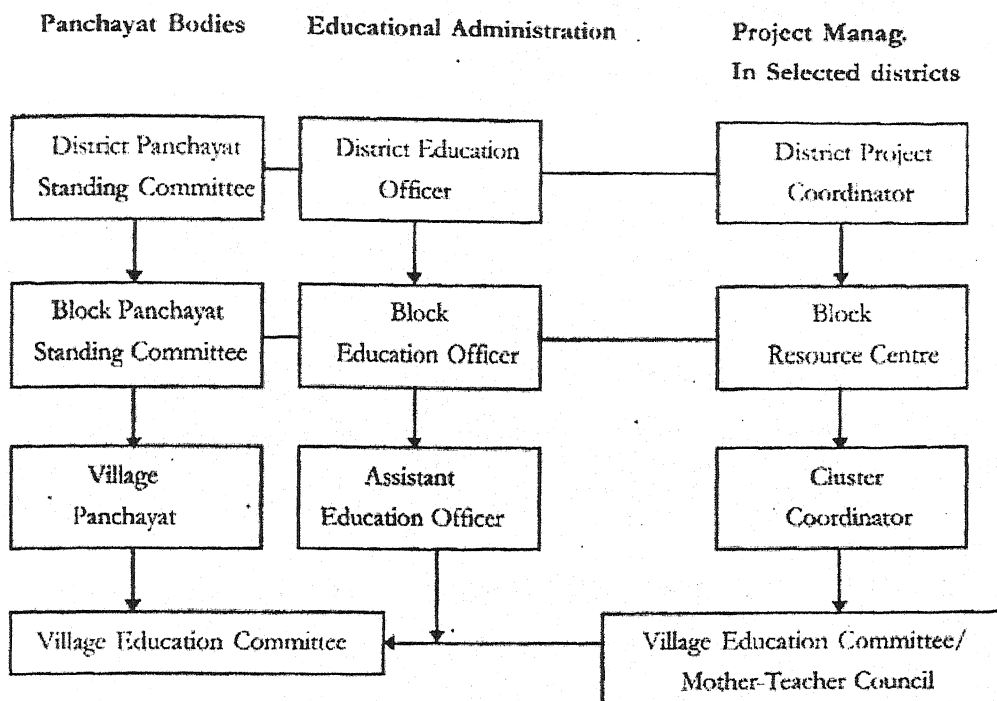 Panchayat Bodies
Educational Administration
Project Manag.
In Selected districts
District Panchayat
Standing Committee
District Education
Officer
District Project
Coordinator
Block Panchayat
Standing Committee
Block
Education Officer
Block
Resource Centre
Village
Panchayat
Assistant
Education Officer
Cluster
Coordinator
Village Education Committee
Village Education Committee/
Mother-Teacher Council